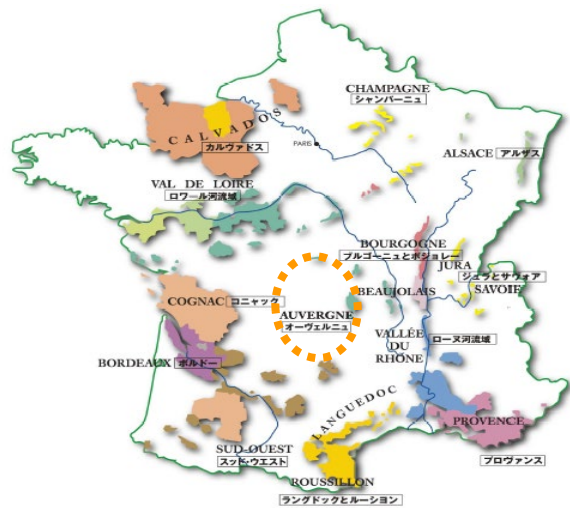 CHAMPAGNE
シャンパーニュ
CALVADOS
カルヴァドス
PARIS
ALSACE アルザス
VAL DE LOIRE
ロワール河流域
BOURGOGNE
ブルゴーニュとボジョレー
JURA
ジュラとサヴォア
SAVOIE
BEAUJOLAIS
COGNAC コニャック
AUVERGNE
オーヴェルニュ
VALLÉE
DU
RHÔNE
ローヌ河流域
BORDEAUX ボルドー
LANGUEDOC
PROVENCE
プロヴァンス
SUD-OUEST
スッド・ウエスト
ROUSSILLON
ラングドックとルーション